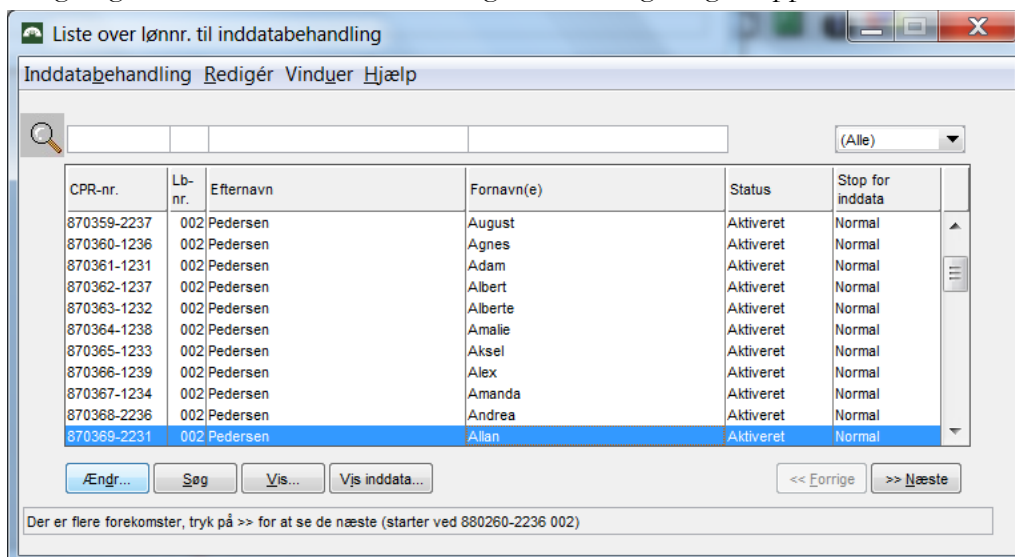 Liste over lønnr. til inddatabehandling
Inddatabehandling Redigér Vinduer Hjælp
(Alle)
CPR-nr. Lb-nr. Efternavn Fornavn(e) Status Stop for inddata
870359-2237 002 Pedersen August Aktiveret Normal
870360-1236 002 Pedersen Agnes Aktiveret Normal
870361-1231 002 Pedersen Adam Aktiveret Normal
870362-1237 002 Pedersen Albert Aktiveret Normal
870363-1232 002 Pedersen Alberte Aktiveret Normal
870364-1238 002 Pedersen Amalie Aktiveret Normal
870365-1233 002 Pedersen Aksel Aktiveret Normal
870366-1239 002 Pedersen Alex Aktiveret Normal
870367-1234 002 Pedersen Amanda Aktiveret Normal
870368-2236 002 Pedersen Andrea Aktiveret Normal
870369-2231 002 Pedersen Allan Aktiveret Normal
Ændr... Søg Vis... Vis inddata... << Forrige >> Næste
Der er flere forekomster, tryk på >> for at se de næste (starter ved 880260-2236 002)